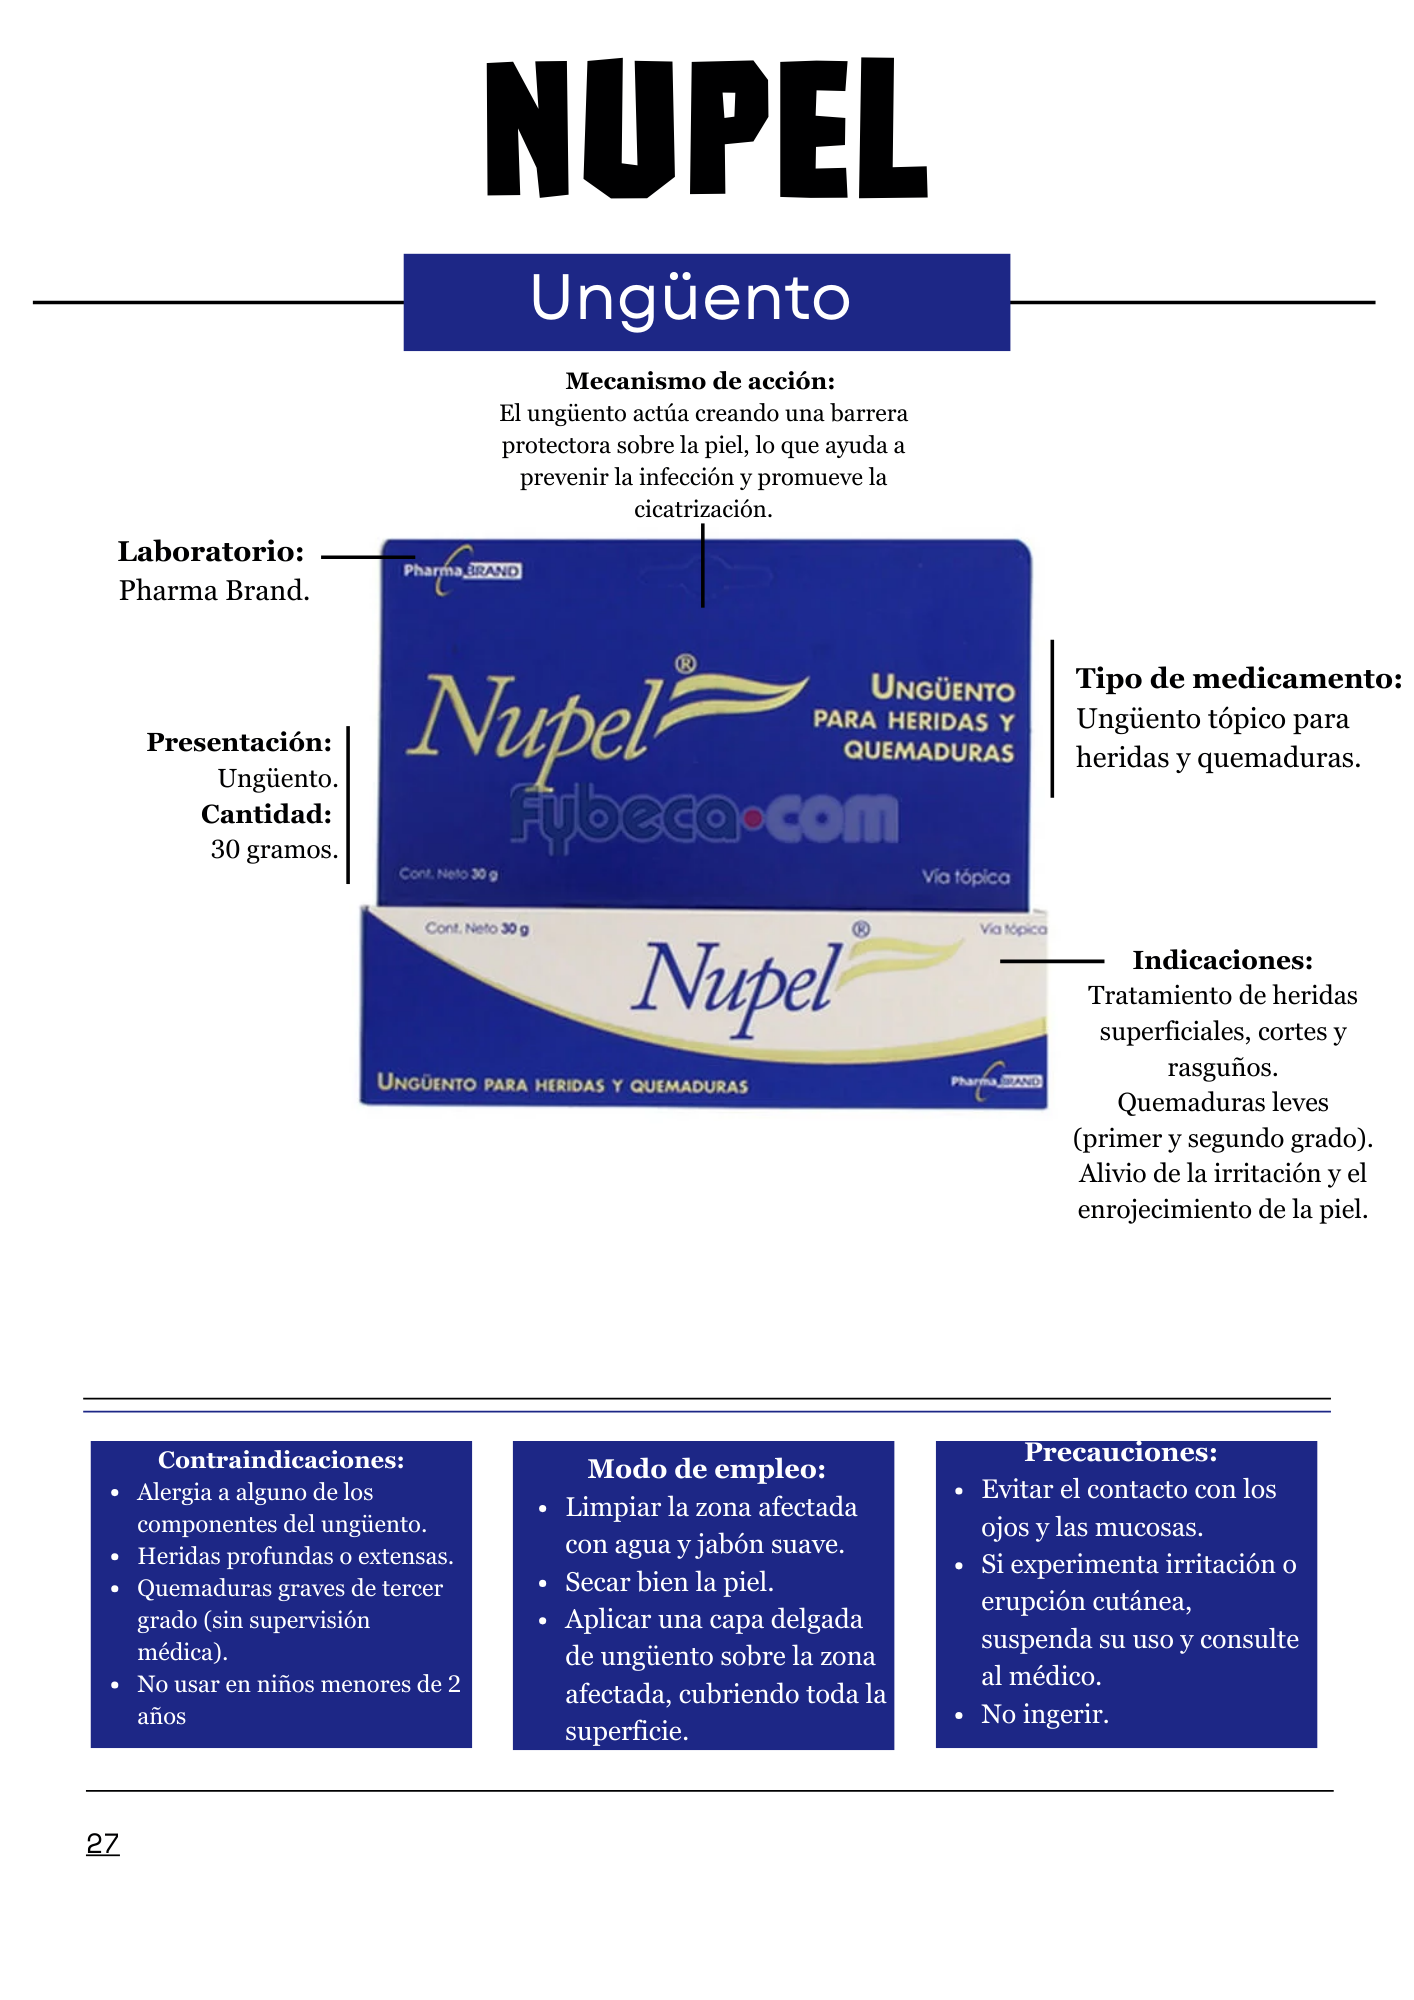 NUPEL
Ungüento
Mecanismo de acción:
El ungüento actúa creando una barrera
protectora sobre la piel, lo que ayuda a
prevenir la infección y promueve la
cicatrización.
Laboratorio:
Pharma Brand.
PharmaBRAND
Nupel®
UNGÜENTO
PARA HERIDAS Y
QUEMADURAS
Tipo de medicamento:
Ungüento tópico para
heridas y quemaduras.
Presentación:
Ungüento.
Cantidad:
30 gramos.
Fybeca.com
Cont. Neto 30 g
Vía tópica
Cont. Neto 30 g
Nupel®
Vía tópica
UNGÜENTO PARA HERIDAS Y QUEMADURAS
PharmaBRAND
Indicaciones:
Tratamiento de heridas
superficiales, cortes y
rasguños.
Quemaduras leves
(primer y segundo grado).
Alivio de la irritación y el
enrojecimiento de la piel.
Contraindicaciones:
• Alergia a alguno de los
componentes del ungüento.
• Heridas profundas o extensas.
• Quemaduras graves de tercer
grado (sin supervisión
médica).
• No usar en niños menores de 2
años
Modo de empleo:
• Limpiar la zona afectada
con agua y jabón suave.
• Secar bien la piel.
• Aplicar una capa delgada
de ungüento sobre la zona
afectada, cubriendo toda la
superficie.
Precauciones:
• Evitar el contacto con los
ojos y las mucosas.
• Si experimenta irritación o
erupción cutánea,
suspenda su uso y consulte
al médico.
• No ingerir.
27